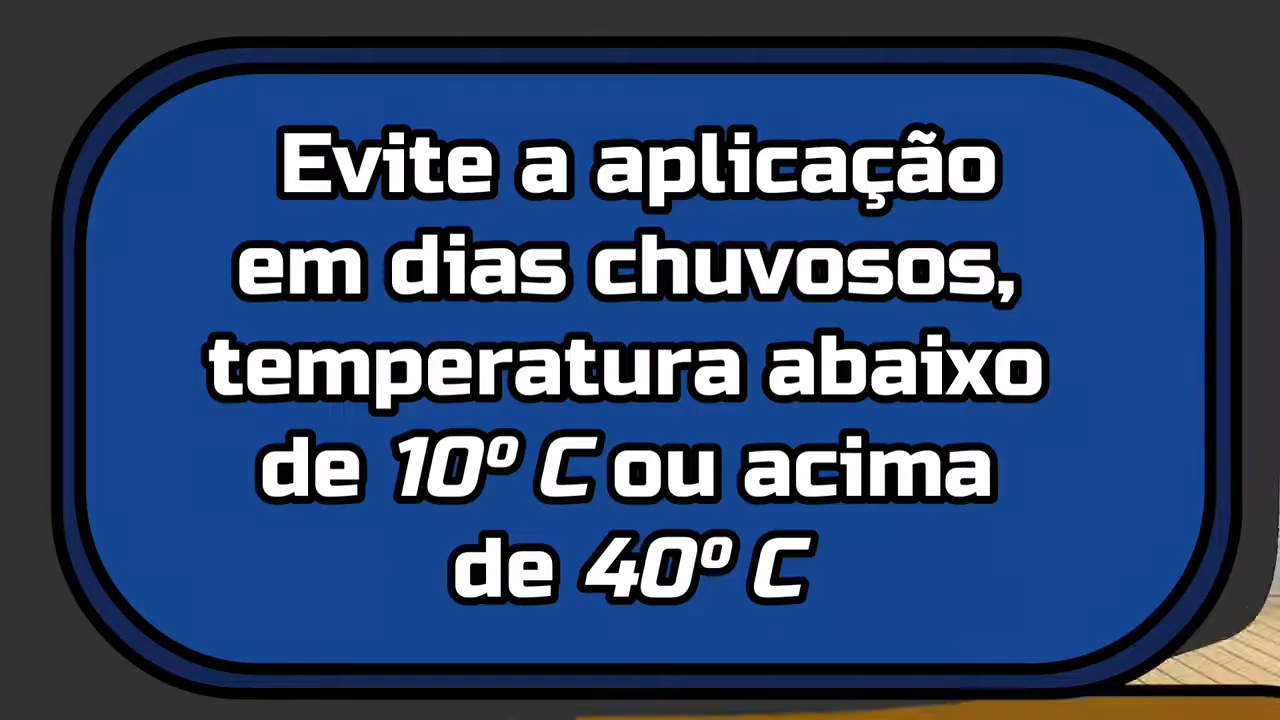 Evite a aplicação
em dias chuvosos,
temperatura abaixo
de 10º C ou acima
de 40º C